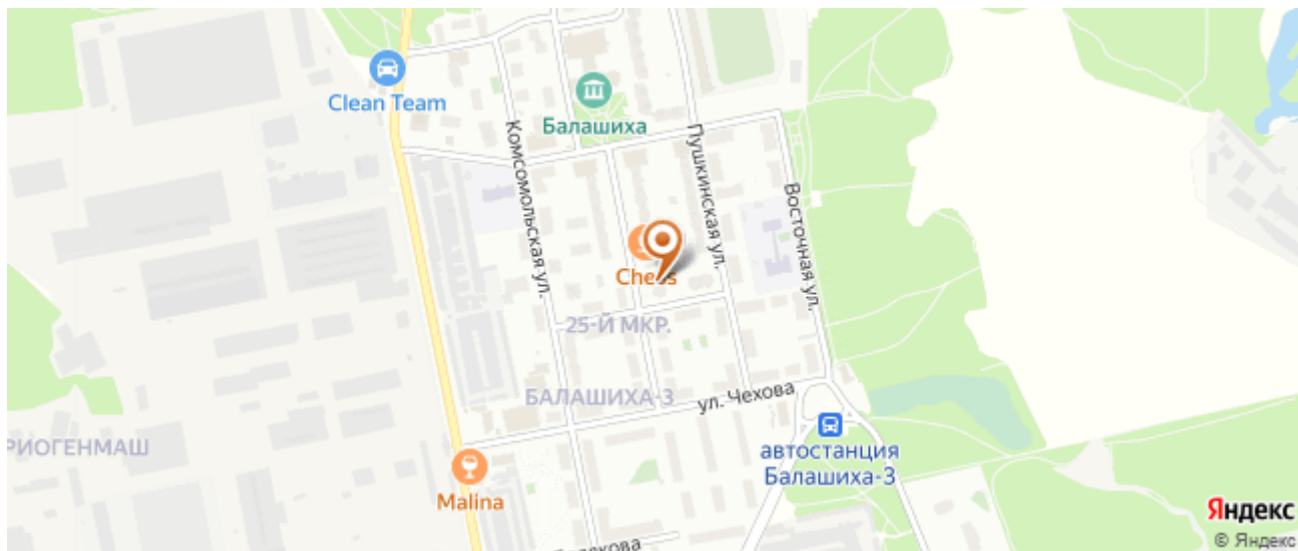 Clean Team
Балашиха
Комсомольская ул.
Пушкинская ул.
Восточная ул.
25-Й МКР.
БАЛАШИХА-3
ул. Чехова
РИОГЕНМАШ
автостанция
Балашиха-3
Malina
Яндекс
© Яндекс